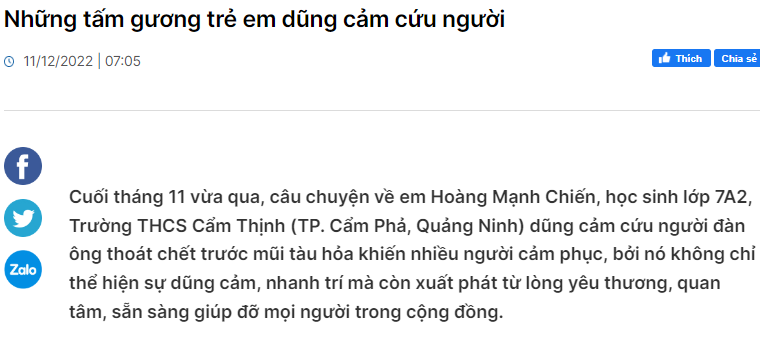 Những tấm gương trẻ em dũng cảm cứu người
11/12/2022 | 07:05
Thích
Chia sẻ
Cuối tháng 11 vừa qua, câu chuyện về em Hoàng Mạnh Chiến, học sinh lớp 7A2,
Trường THCS Cẩm Thịnh (TP. Cẩm Phả, Quảng Ninh) dũng cảm cứu người đàn
ông thoát chết trước mũi tàu hỏa khiến nhiều người cảm phục, bởi nó không chỉ
thể hiện sự dũng cảm, nhanh trí mà còn xuất phát từ lòng yêu thương, quan
tâm, sẵn sàng giúp đỡ mọi người trong cộng đồng.
Zalo